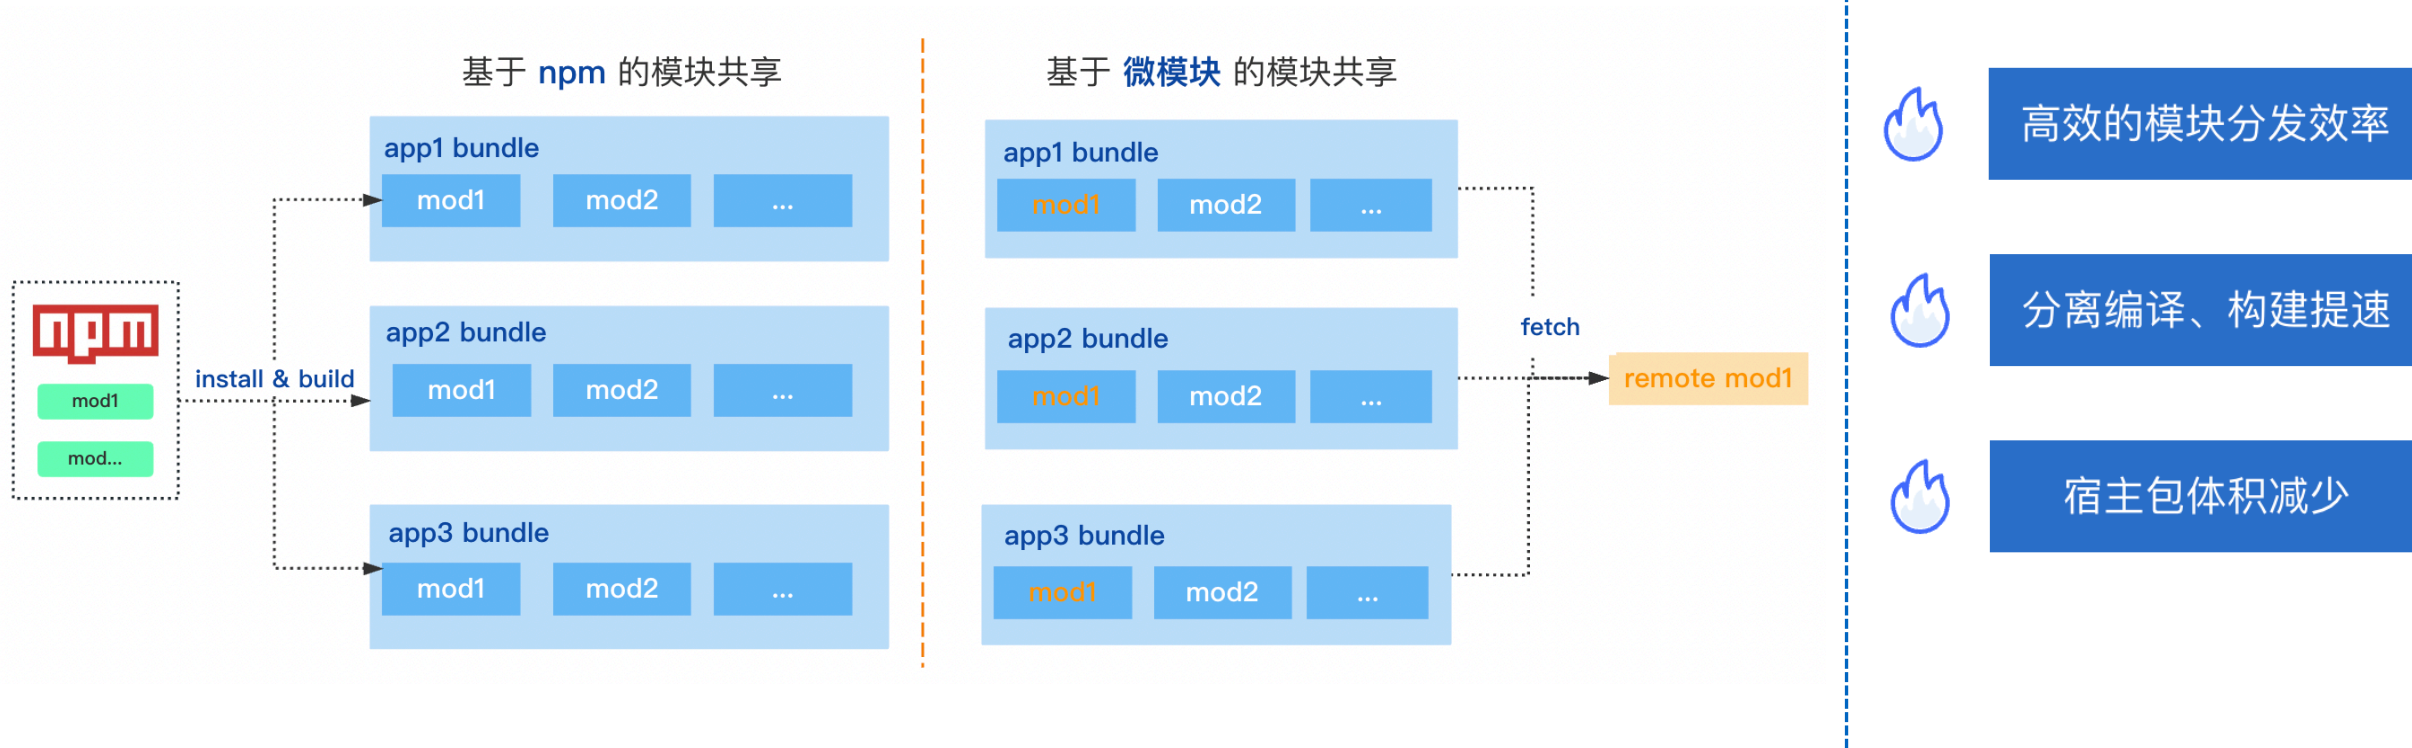 基于 npm 的模块共享
npm
mod1
mod...
install & build
app1 bundle
mod1 mod2 ...
app2 bundle
mod1 mod2 ...
app3 bundle
mod1 mod2 ...
基于 微模块 的模块共享
app1 bundle
mod1 mod2 ...
app2 bundle
mod1 mod2 ...
app3 bundle
mod1 mod2 ...
fetch
remote mod1
高效的模块分发效率
分离编译、构建提速
宿主包体积减少